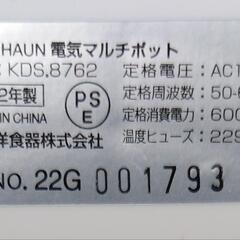 HAUN 電気マルチポット
: KDS.8762 定格電圧:AC1
2年製 PSE 定格周波数:50-6
IN CHINA 定格消費電力:600
洋食器株式会社 温度ヒューズ:229
NO. 22G 001793